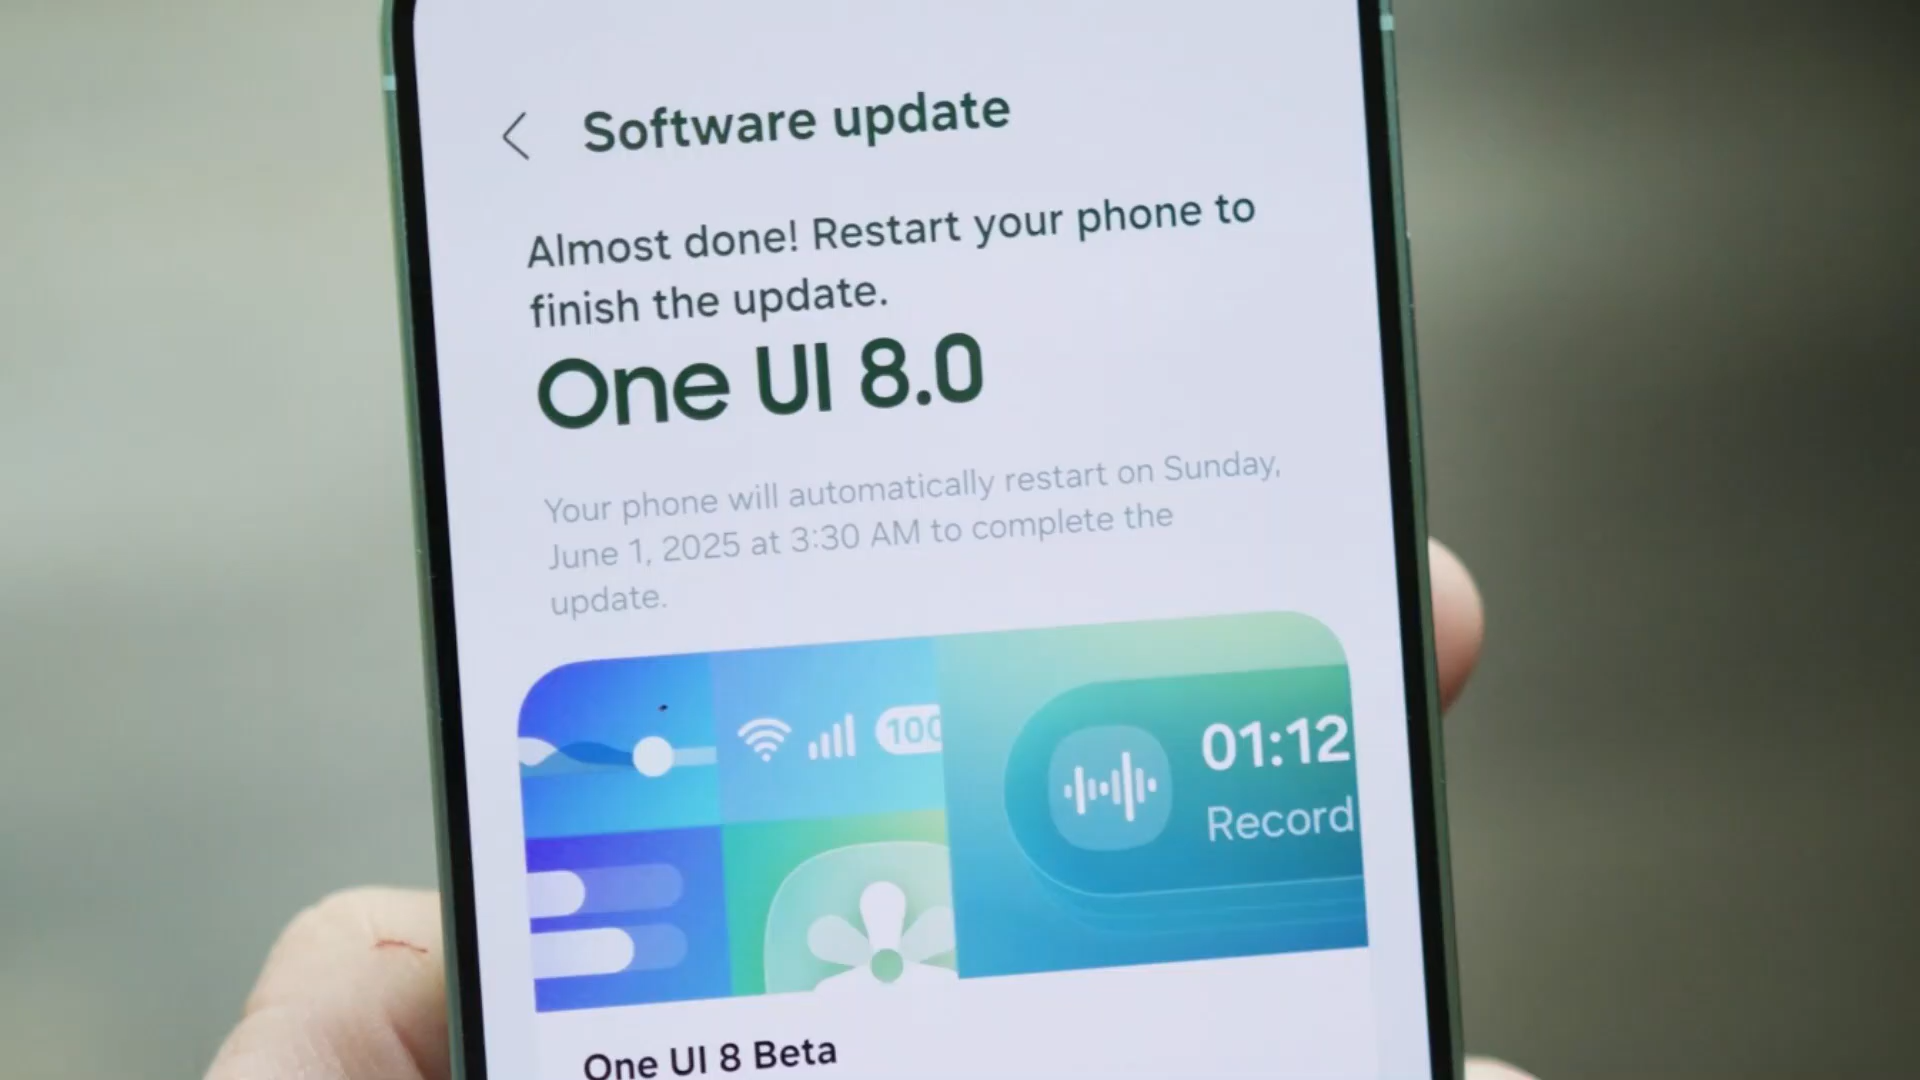 Software update
Almost done! Restart your phone to
finish the update.
One UI 8.0
Your phone will automatically restart on Sunday,
June 1, 2025 at 3:30 AM to complete the
update.
100
01:12
Record
One UI 8 Beta